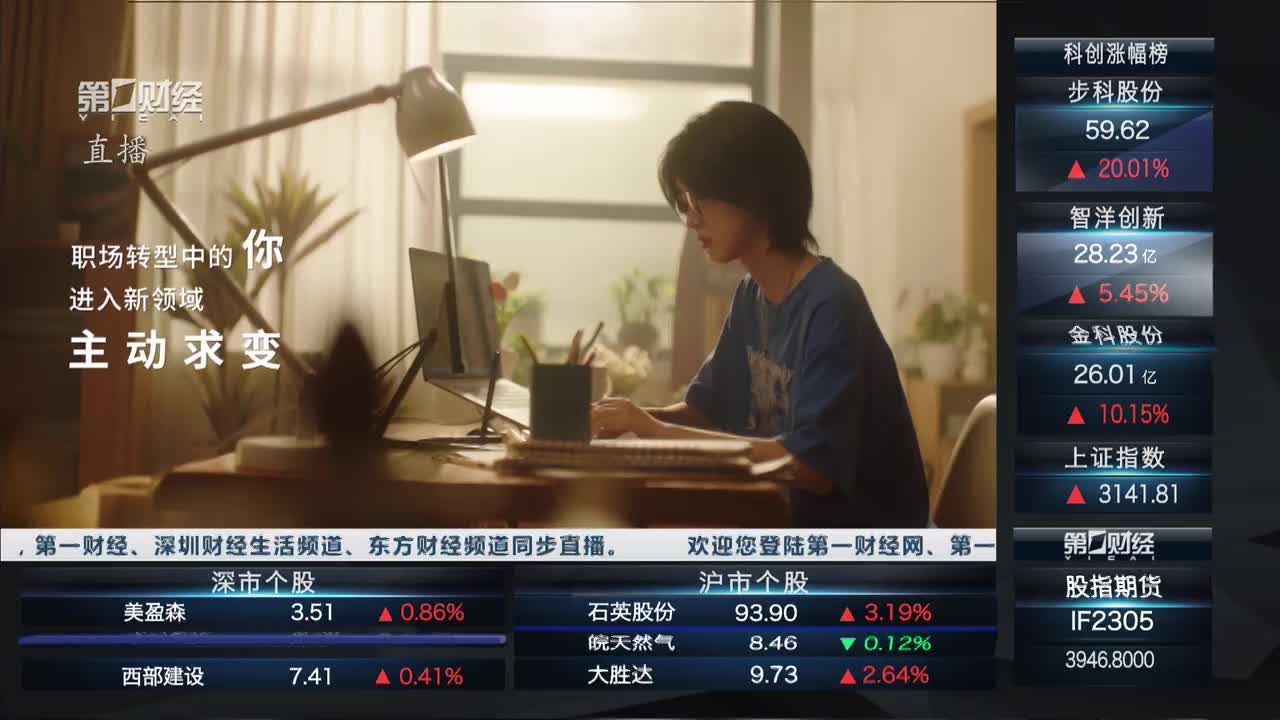 第一财经
YICAI
直播
职场转型中的你
进入新领域
主动求变
，第一财经、深圳财经生活频道、东方财经频道同步直播。 欢迎您登陆第一财经网、第一
深市个股
美盈森 3.51 ▲0.86%
西部建设 7.41 ▲0.41%
沪市个股
石英股份 93.90 ▲3.19%
皖天然气 8.46 ▼0.12%
大胜达 9.73 ▲2.64%
科创涨幅榜
步科股份
59.62
▲ 20.01%
智洋创新
28.23亿
▲ 5.45%
金科股份
26.01亿
▲ 10.15%
上证指数
▲ 3141.81
第一财经
YICAI
股指期货
IF2305
3946.8000